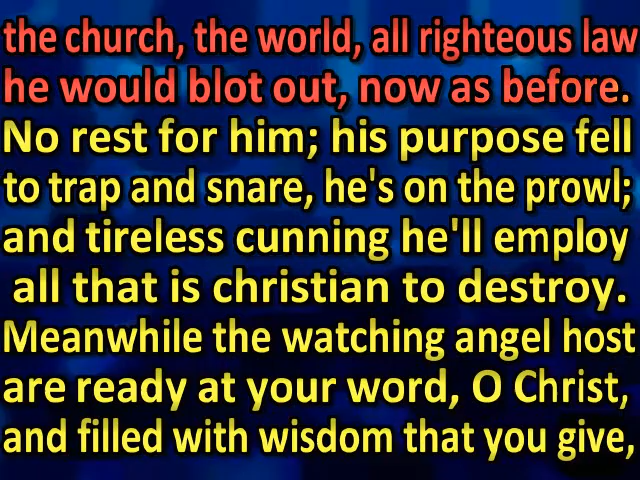 the church, the world, all righteous law
he would blot out, now as before.
No rest for him; his purpose fell
to trap and snare, he's on the prowl;
and tireless cunning he'll employ
all that is christian to destroy.
Meanwhile the watching angel host
are ready at your word, O Christ,
and filled with wisdom that you give,